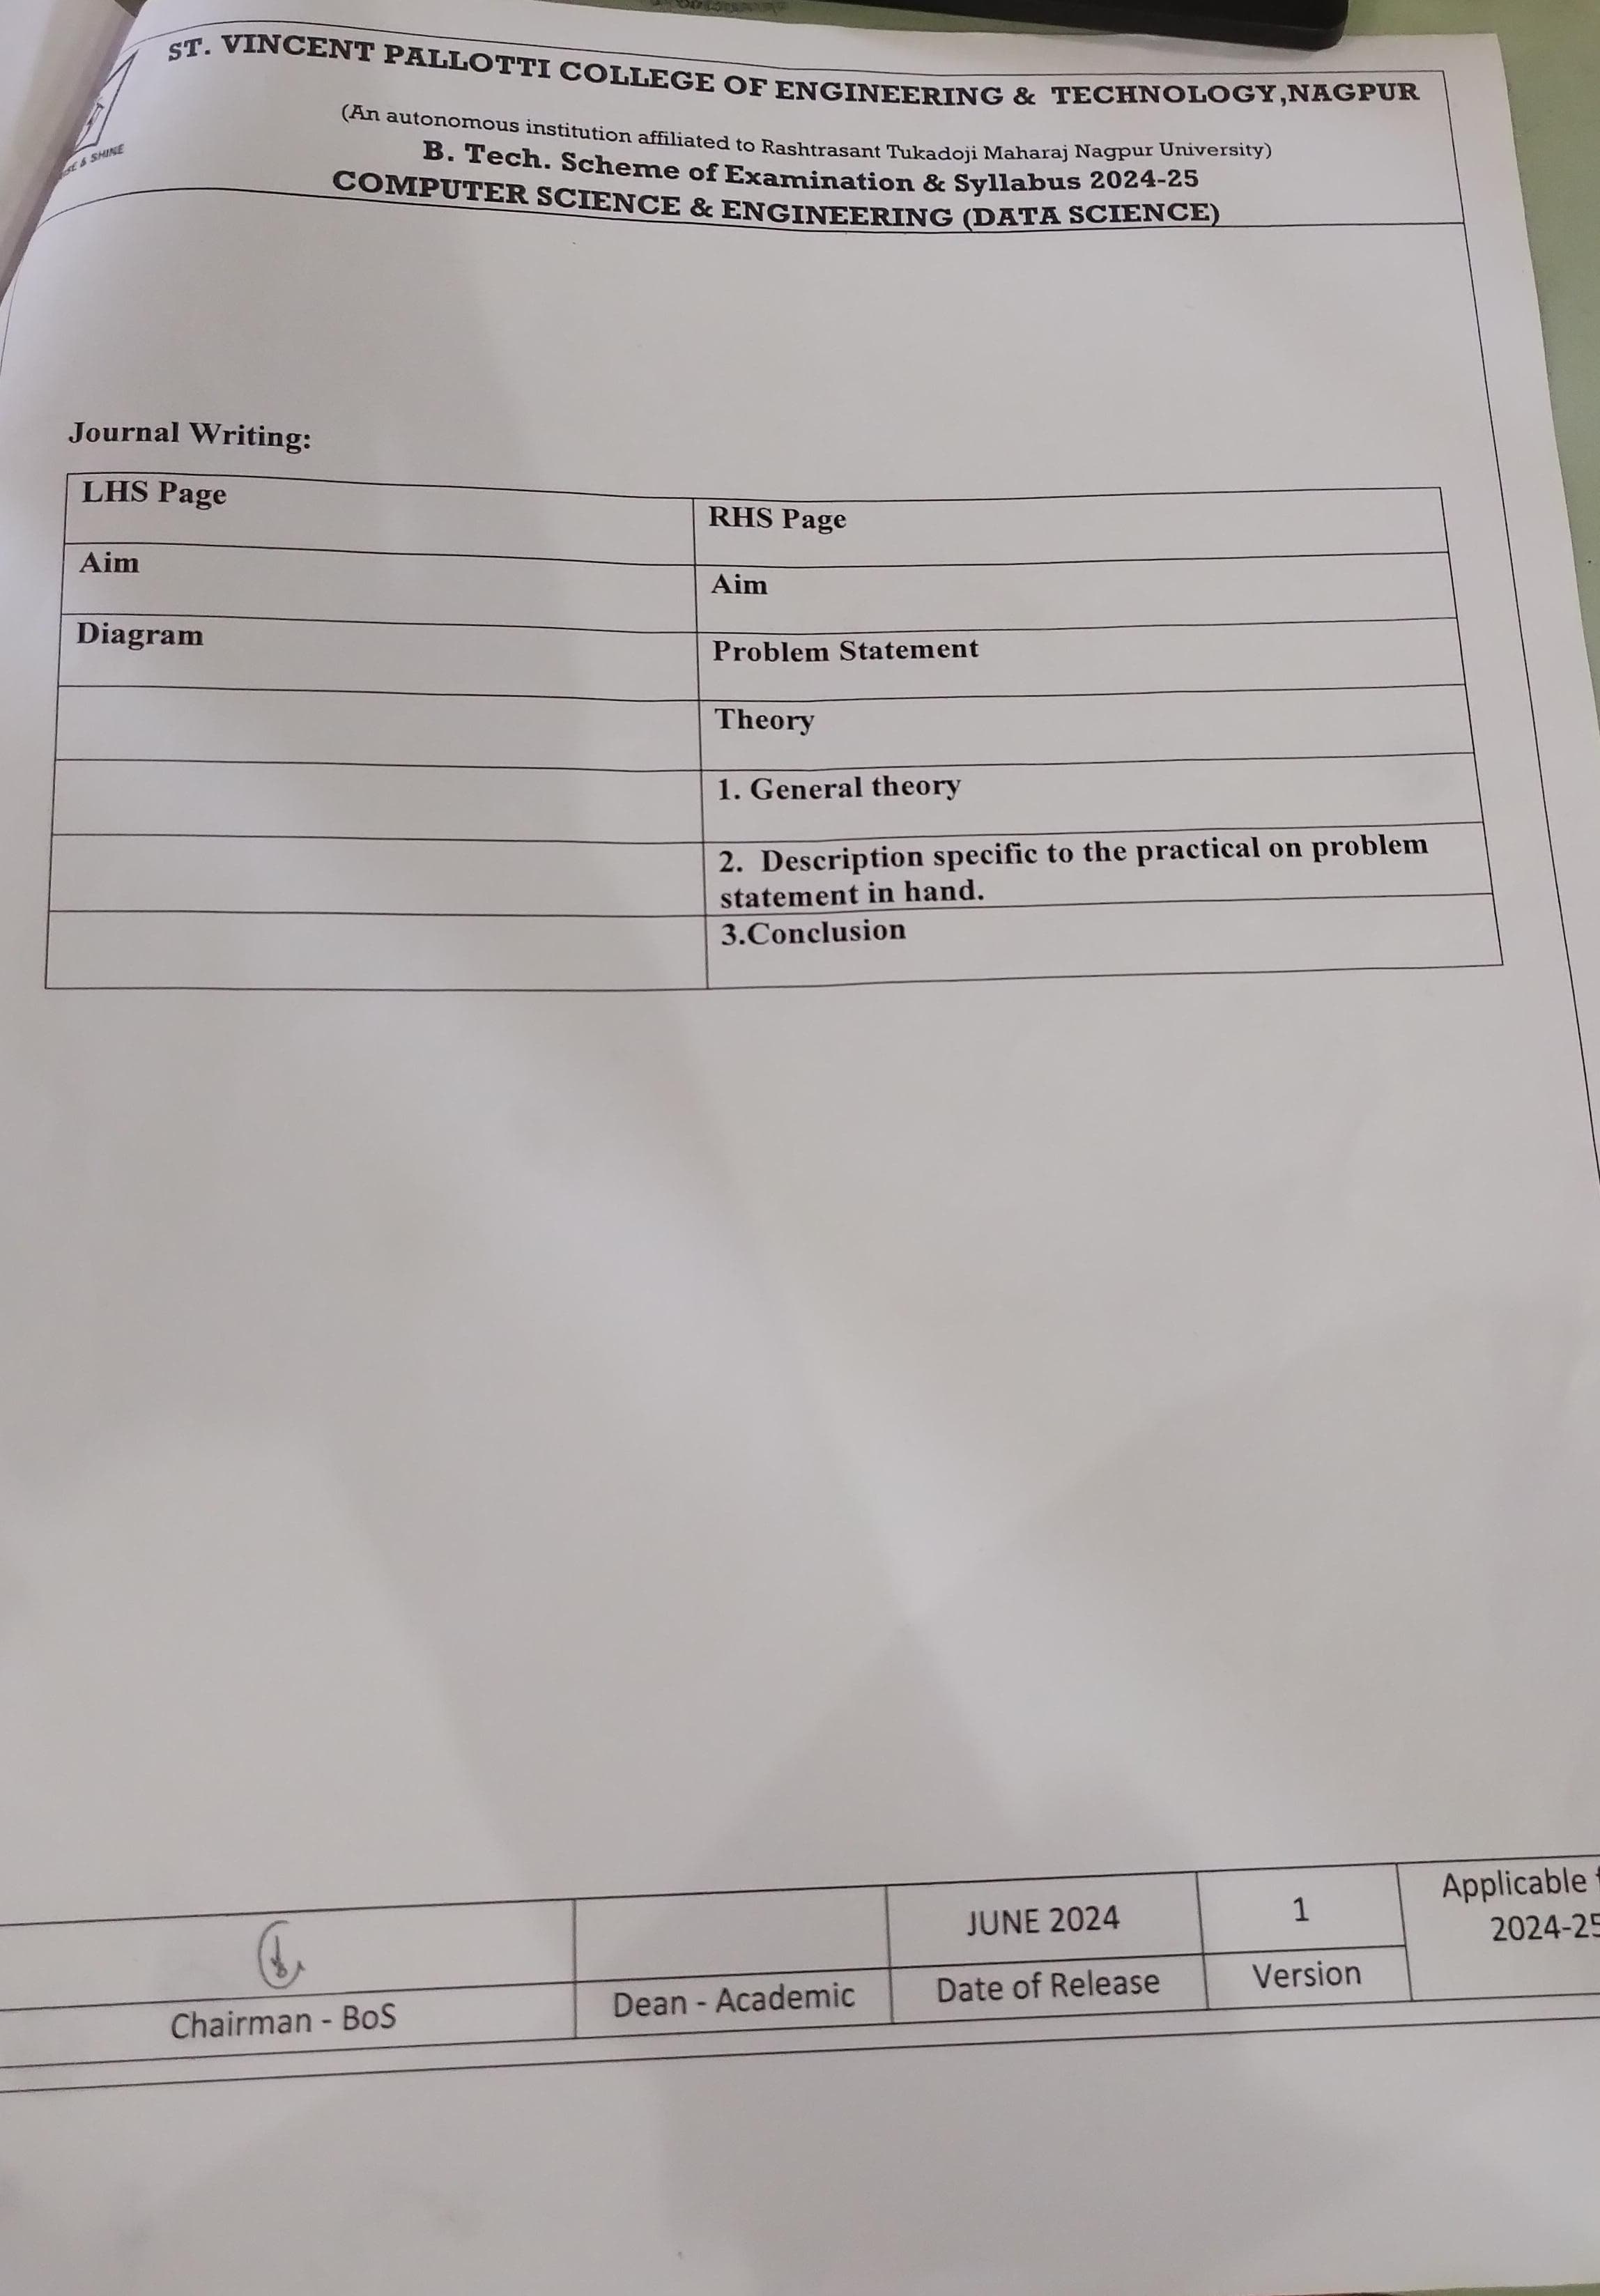 ST. VINCENT PALLOTTI COLLEGE OF ENGINEERING & TECHNOLOGY,NAGPUR
(An autonomous institution affiliated to Rashtrasant Tukadoji Maharaj Nagpur University)
B. Tech. Scheme of Examination & Syllabus 2024-25
COMPUTER SCIENCE & ENGINEERING (DATA SCIENCE)
& SHINE
Journal Writing:
LHS Page
RHS Page
Aim
Aim
Diagram
Problem Statement
Theory
1. General theory
2. Description specific to the practical on problem
statement in hand.
3.Conclusion
JUNE 2024
1
Applicable
2024-25
Chairman - BoS
Dean - Academic
Date of Release
Version